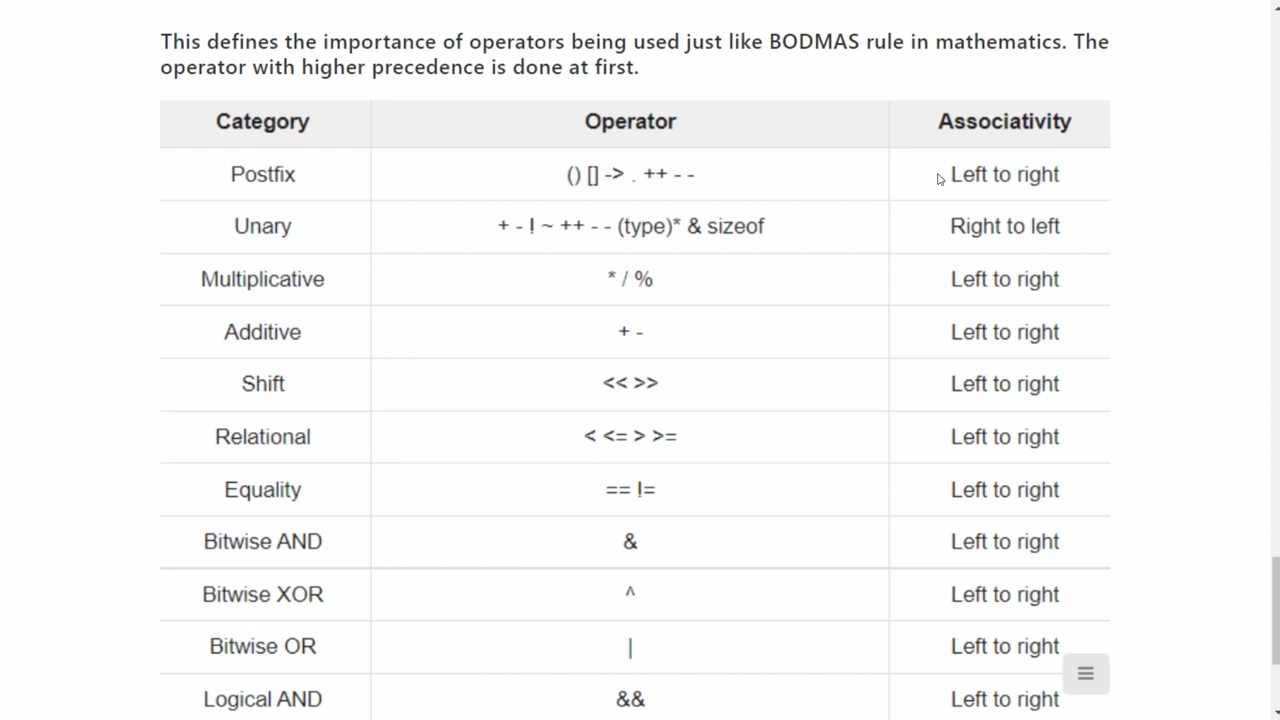 This defines the importance of operators being used just like BODMAS rule in mathematics. The
operator with higher precedence is done at first.
Category Operator Associativity
Postfix () [] -> . ++ - - Left to right
Unary + - ! ~ ++ - - (type)* & sizeof Right to left
Multiplicative * / % Left to right
Additive + - Left to right
Shift << >> Left to right
Relational < <= > >= Left to right
Equality == != Left to right
Bitwise AND & Left to right
Bitwise XOR ^ Left to right
Bitwise OR | Left to right
Logical AND && Left to right